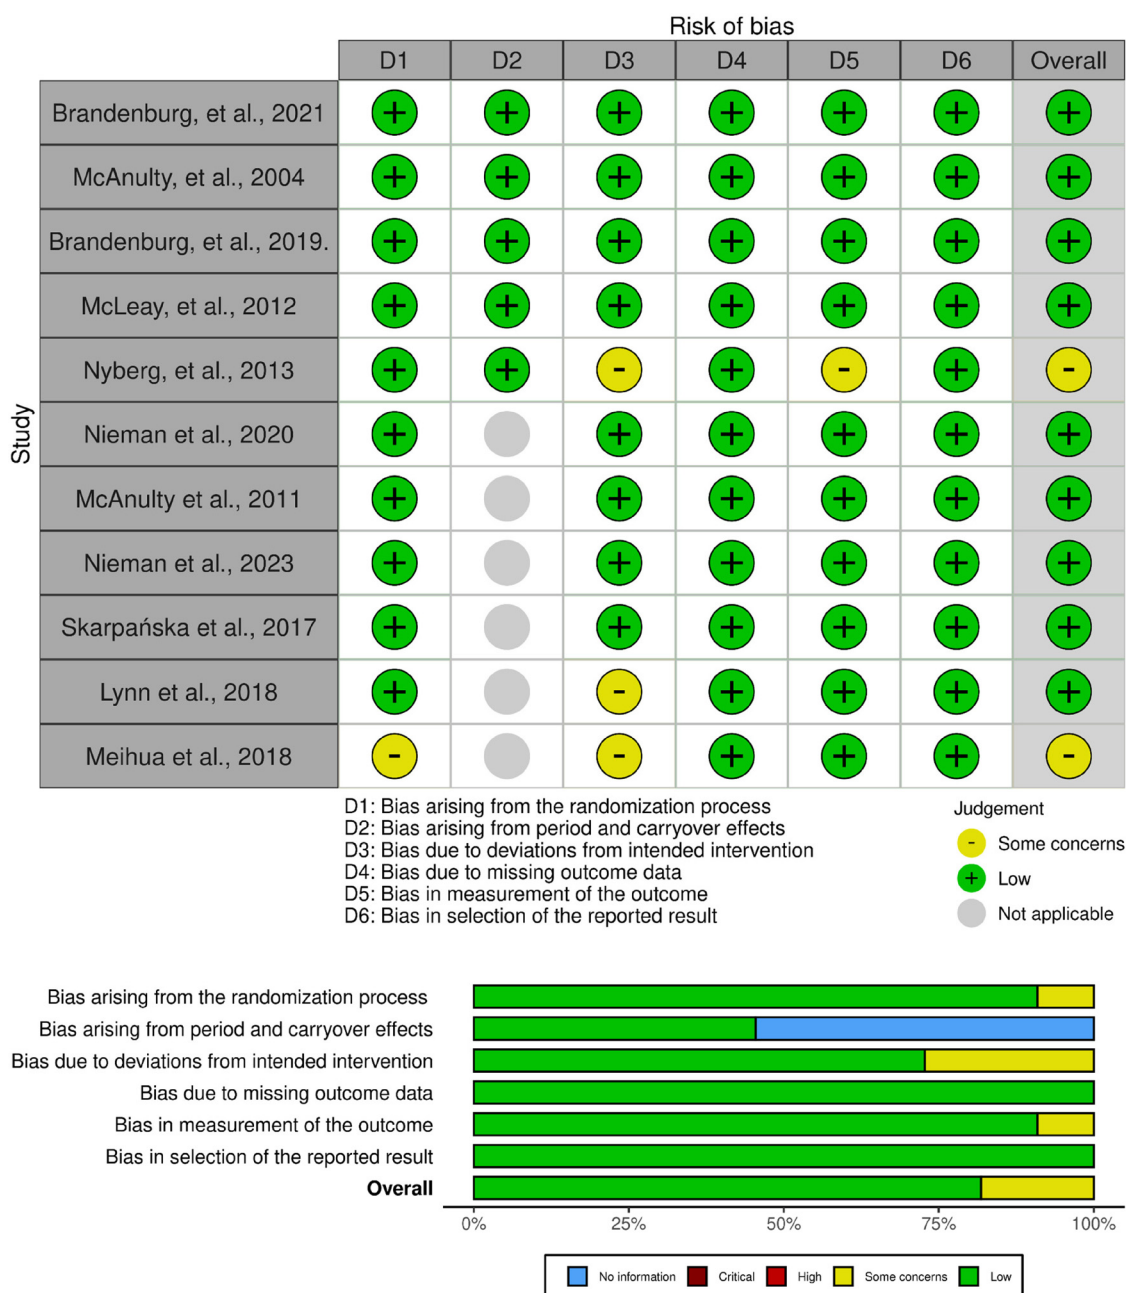 Risk of bias
D1 D2 D3 D4 D5 D6 Overall
Study
Brandenburg, et al., 2021 + + + + + + +
McAnulty, et al., 2004 + + + + + + +
Brandenburg, et al., 2019. + + + + + + +
McLeay, et al., 2012 + + + + + + +
Nyberg, et al., 2013 + + - + - + -
Nieman et al., 2020 + + + + + +
McAnulty et al., 2011 + + + + + +
Nieman et al., 2023 + + + + + +
Skarpańska et al., 2017 + + + + + +
Lynn et al., 2018 + - + + + +
Meihua et al., 2018 - - + + + -
D1: Bias arising from the randomization process
D2: Bias arising from period and carryover effects
D3: Bias due to deviations from intended intervention
D4: Bias due to missing outcome data
D5: Bias in measurement of the outcome
D6: Bias in selection of the reported result
Judgement
- Some concerns
+ Low
Not applicable
Bias arising from the randomization process
Bias arising from period and carryover effects
Bias due to deviations from intended intervention
Bias due to missing outcome data
Bias in measurement of the outcome
Bias in selection of the reported result
Overall
0% 25% 50% 75% 100%
No information Critical High Some concerns Low